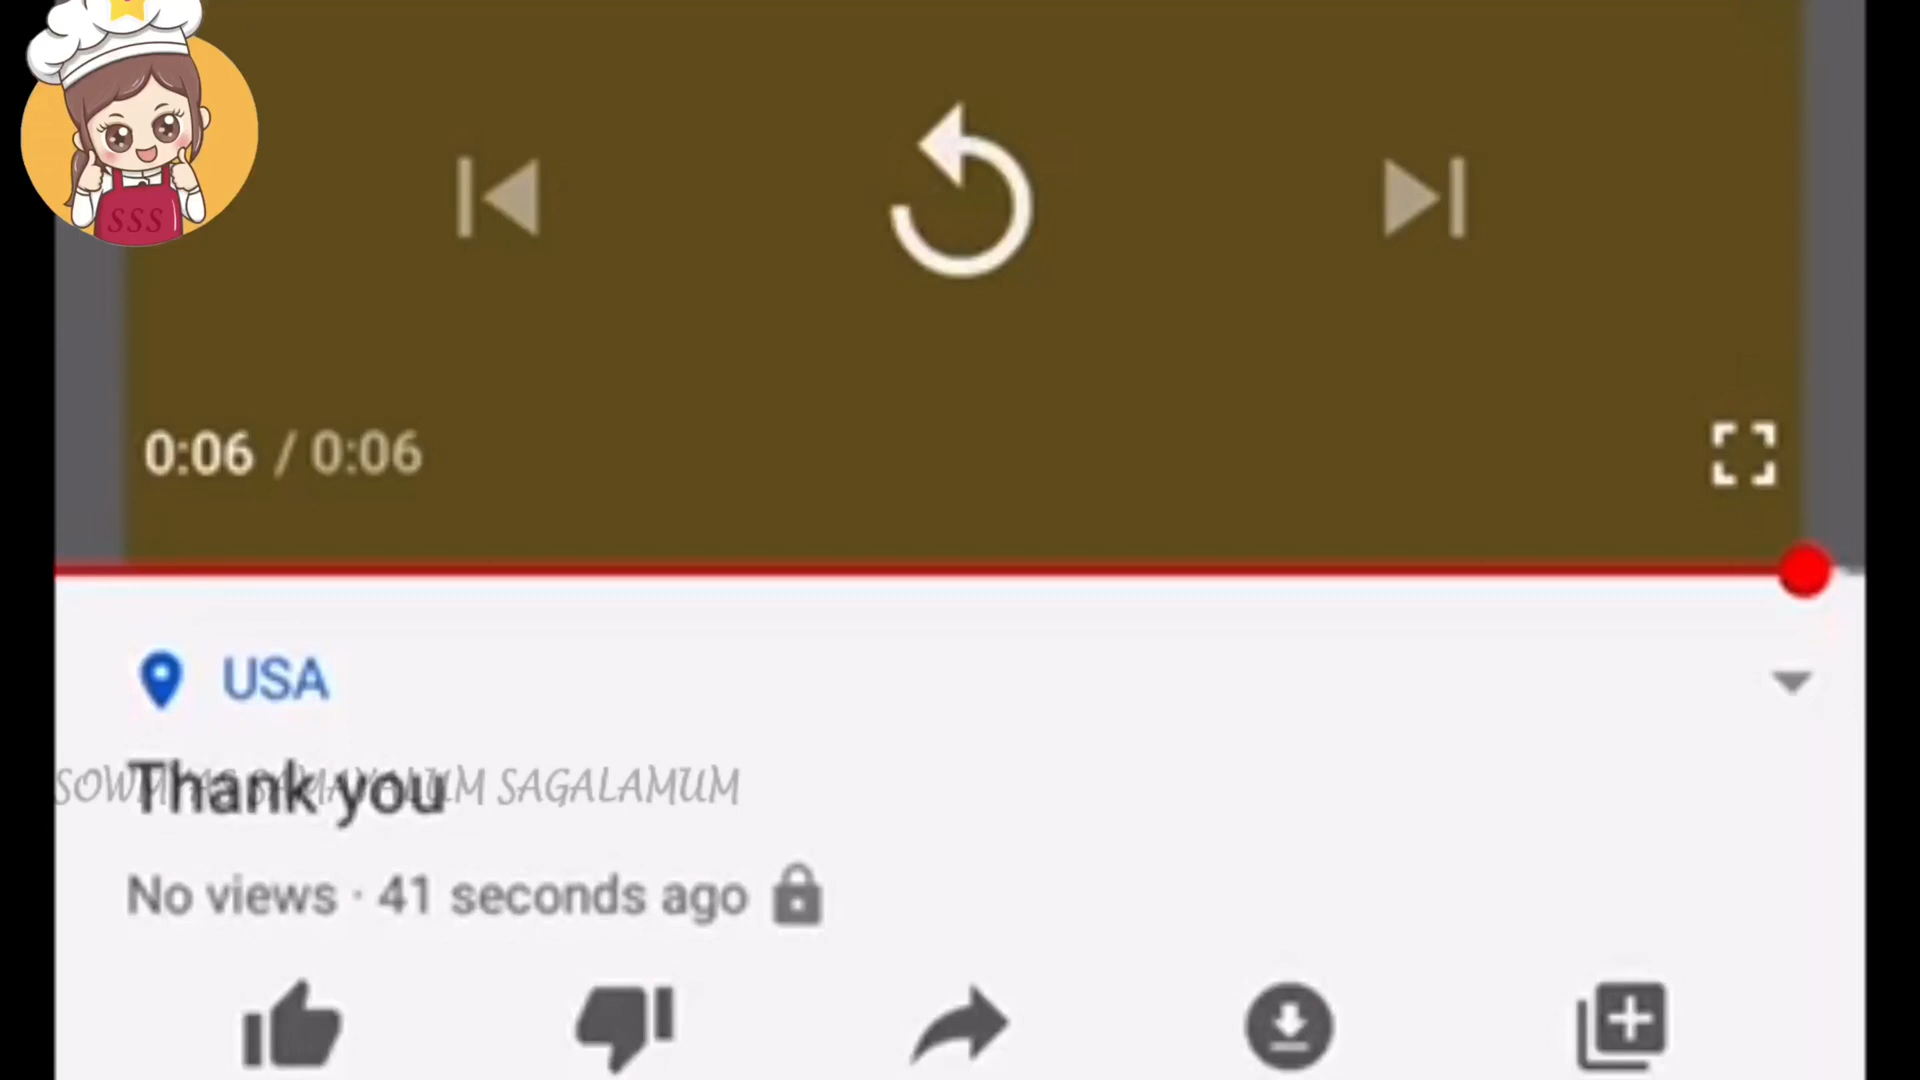 SSS
0:06 / 0:06
USA
Thank you
SAGALAMUM
No views · 41 seconds ago